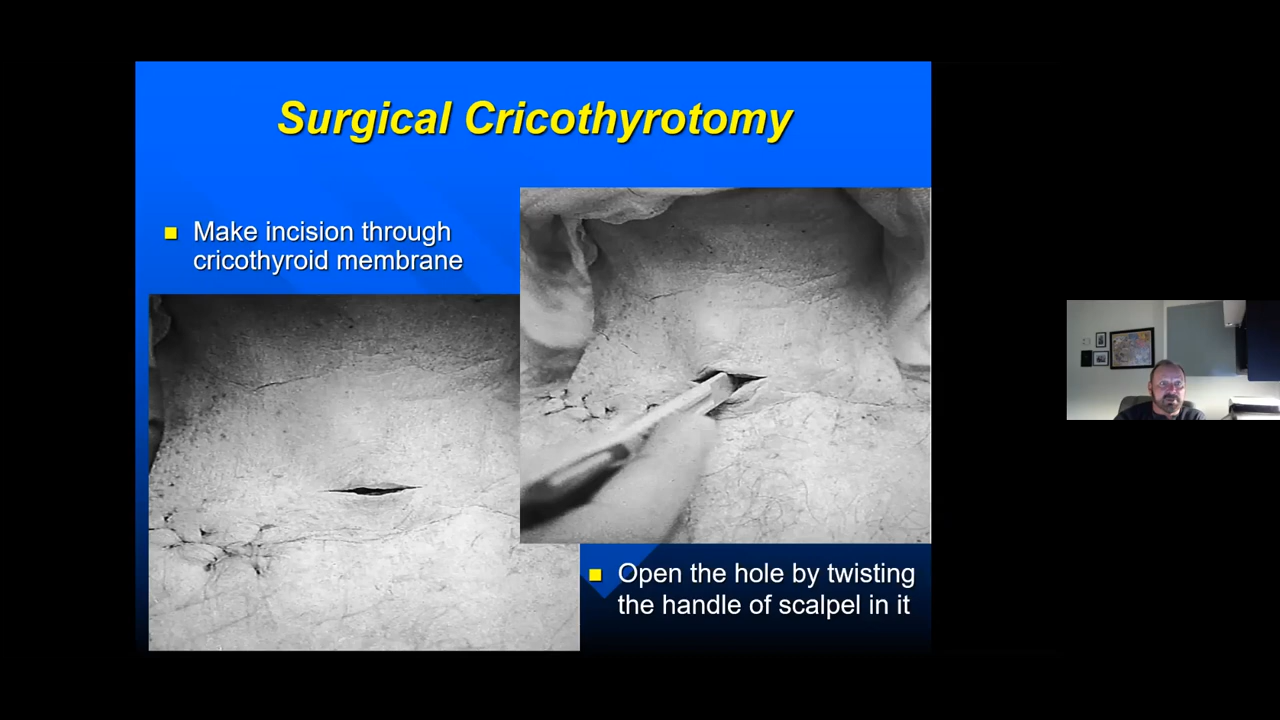 Surgical Cricothyrotomy
Make incision through
cricothyroid membrane
Open the hole by twisting
the handle of scalpel in it